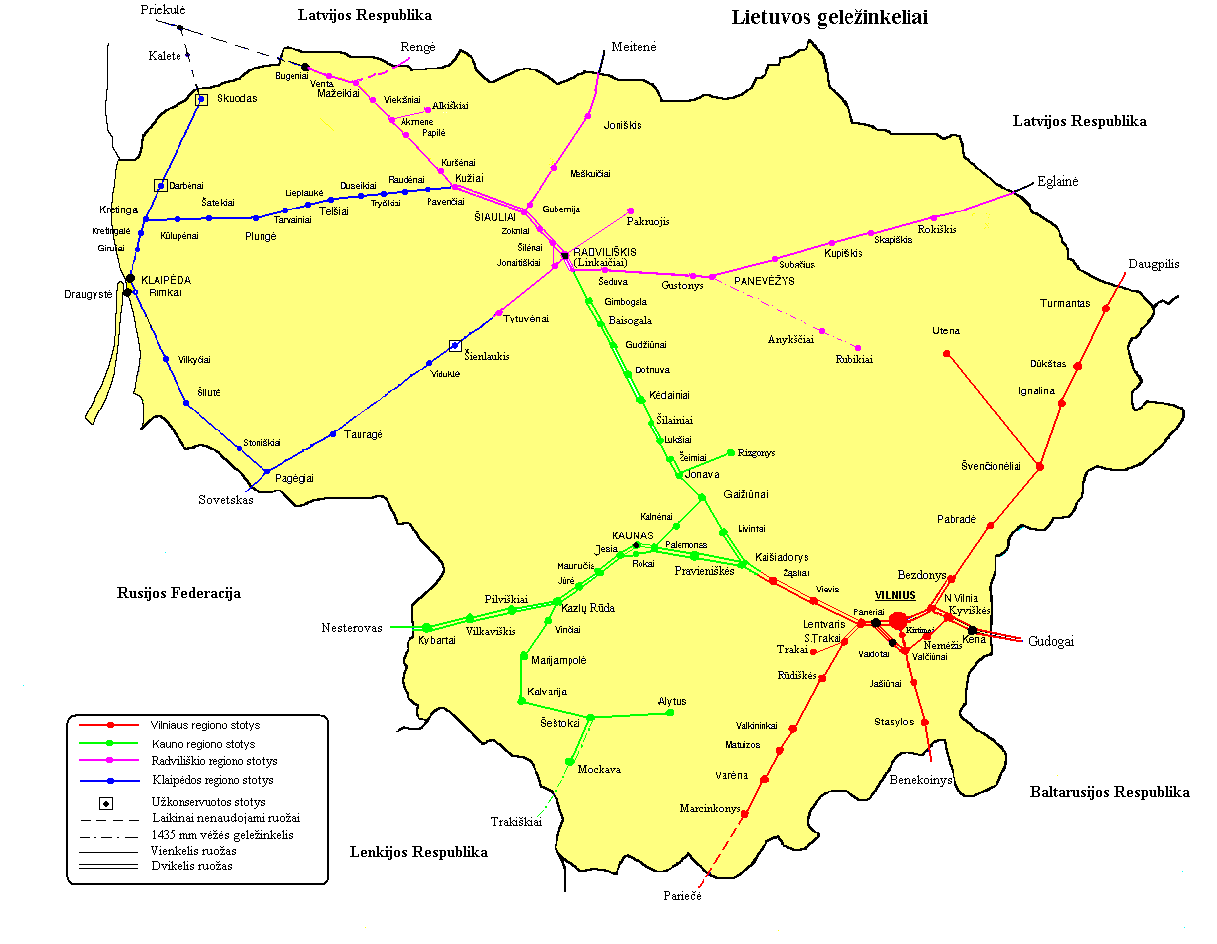 Lietuvos geležinkeliai
Priekulė
Latvijos Respublika
Rengė
Meitenė
Kalete
Bugeniai
Venta
Mažeikiai
Skuodas
Viekšniai
Alkiškiai
Akmenė
Papilė
Joniškis
Latvijos Respublika
Kuršėnai
Kužiai
Meškuičiai
Eglainė
Darbėnai
Raudėnai
Duseikiai
Lieplaukė
Šatekiai
Telšiai
Tryškiai
Pavenčiai
Kretinga
Tarvainiai
ŠIAULIAI
Gubernija
Pakruojis
Rokiškis
Kretingalė
Kūlupėnai
Plungė
Zokniai
Skapiškis
Giruliai
Šilėnai
RADVILIŠKIS
(Linkaičiai)
Kupiškis
Jonaitiškiai
Subačius
Daugpilis
KLAIPĖDA
Rimkai
Draugystė
Šeduva
Gustonys
PANEVĖŽYS
Gimbogala
Turmantas
Tytuvėnai
Baisogala
Utena
Anykščiai
Gudžiūnai
Šienlaukis
Rubikiai
Vilkyčiai
Viduklė
Dotnuva
Dūkštas
Šilutė
Kėdainiai
Ignalina
Stoniškiai
Tauragė
Šilainiai
Lukšiai
Žeimiai
Rizgonys
Švenčionėliai
Pagėgiai
Jonava
Sovetskas
Gaižiūnai
Kalnėnai
Livintai
Pabradė
KAUNAS
Palemonas
Jesia
Kaišiadorys
Rokai
Pravieniškės
Mauručiai
Jūrė
Žąsliai
Bezdonys
Rusijos Federacija
Pilviškiai
Kazlų Rūda
Vievis
VILNIUS
N.Vilnia
Kyviškės
Nesterovas
Kybartai
Vilkaviškis
Vinčiai
Lentvaris
Paneriai
Kirtimai
Kena
Gudogai
S.Trakai
Trakai
Vaidotai
Valčiūnai
Nemėžis
Marijampolė
Rūdiškės
Jašiūnai
Kalvarija
Alytus
Šeštokai
Valkininkai
Stasylos
Matuizos
Mockava
Varėna
Benekoinys
Baltarusijos Respublika
Marcinkonys
Trakiškiai
Lenkijos Respublika
Pariečė
Vilniaus regiono stotys
Kauno regiono stotys
Radviliškio regiono stotys
Klaipėdos regiono stotys
Užkonservuotos stotys
Laikinai nenaudojami ruožai
1435 mm vėžės geležinkelis
Vienkelis ruožas
Dvikelis ruožas